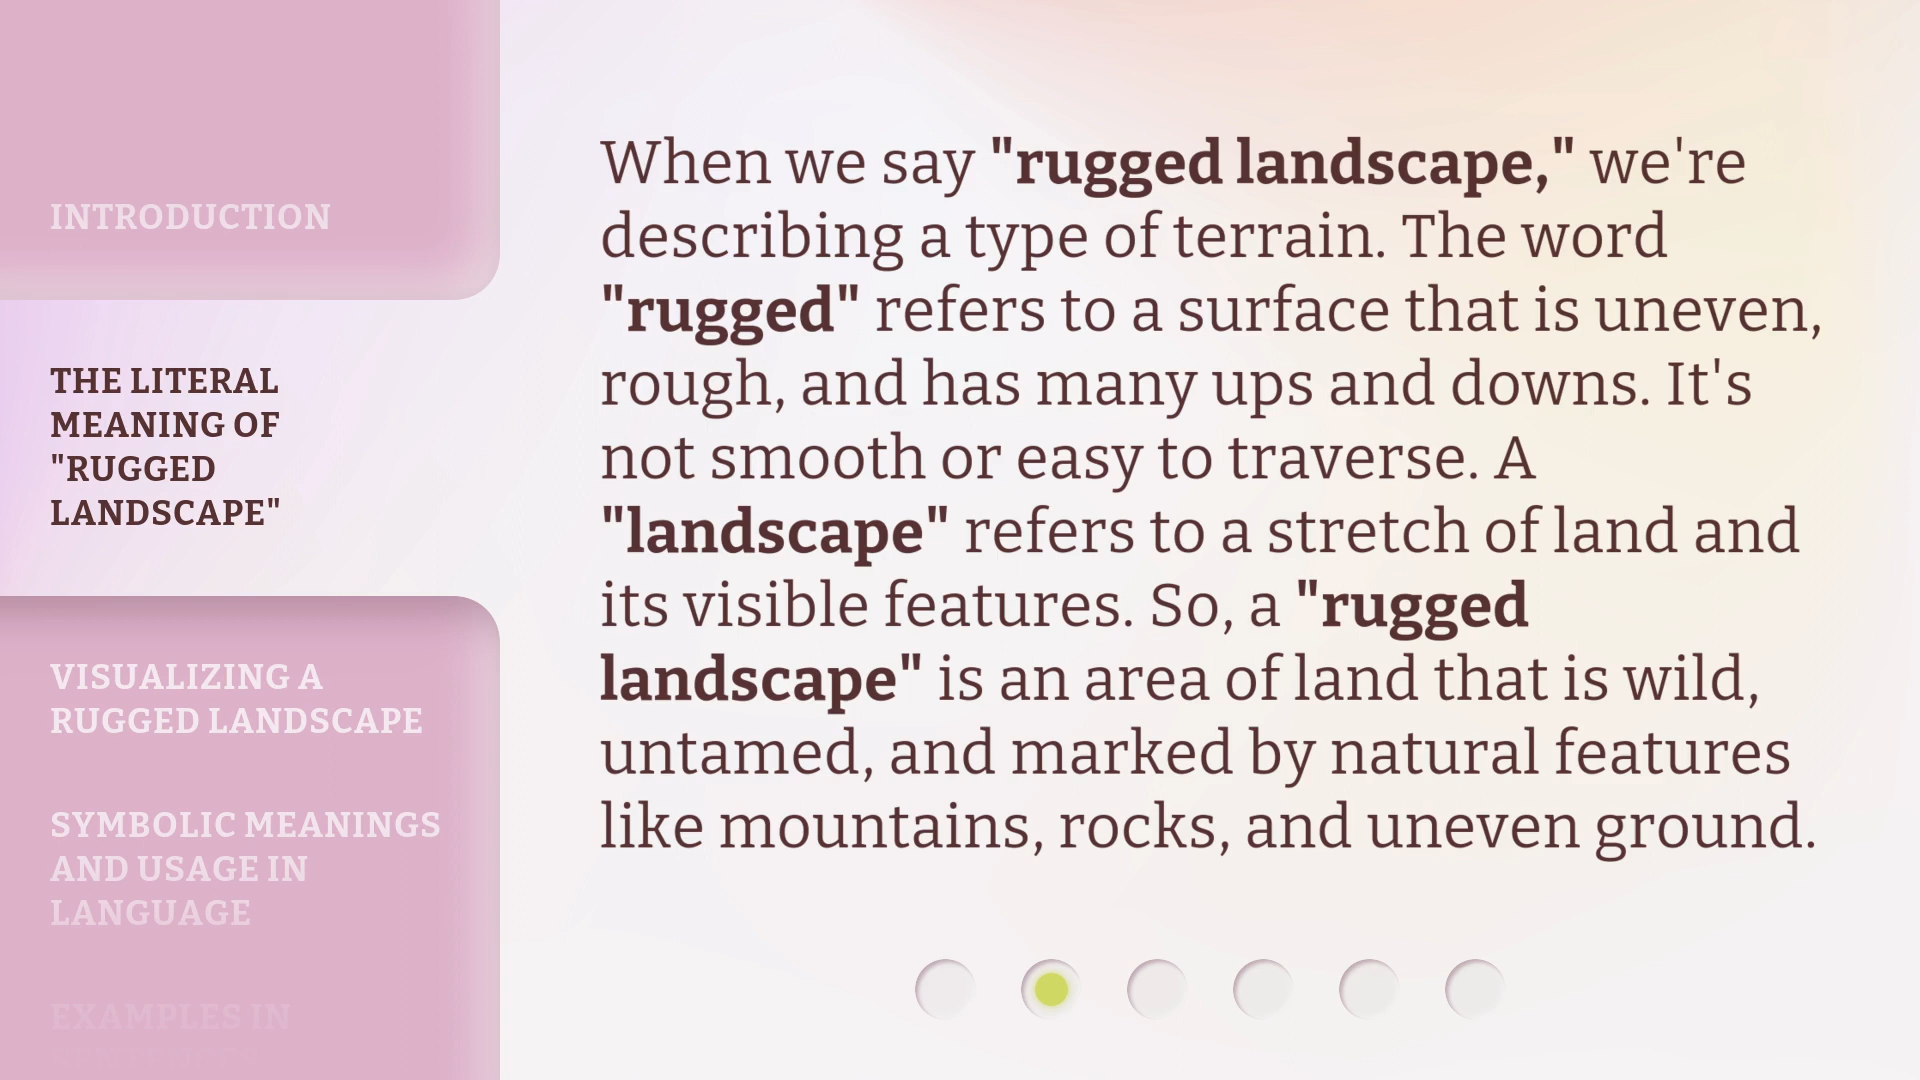 INTRODUCTION
THE LITERAL
MEANING OF
"RUGGED
LANDSCAPE"
VISUALIZING A
RUGGED LANDSCAPE
SYMBOLIC MEANINGS
AND USAGE IN
LANGUAGE
EXAMPLES IN
SENTENCES
When we say "rugged landscape," we're
describing a type of terrain. The word
"rugged" refers to a surface that is uneven,
rough, and has many ups and downs. It's
not smooth or easy to traverse. A
"landscape" refers to a stretch of land and
its visible features. So, a "rugged
landscape" is an area of land that is wild,
untamed, and marked by natural features
like mountains, rocks, and uneven ground.